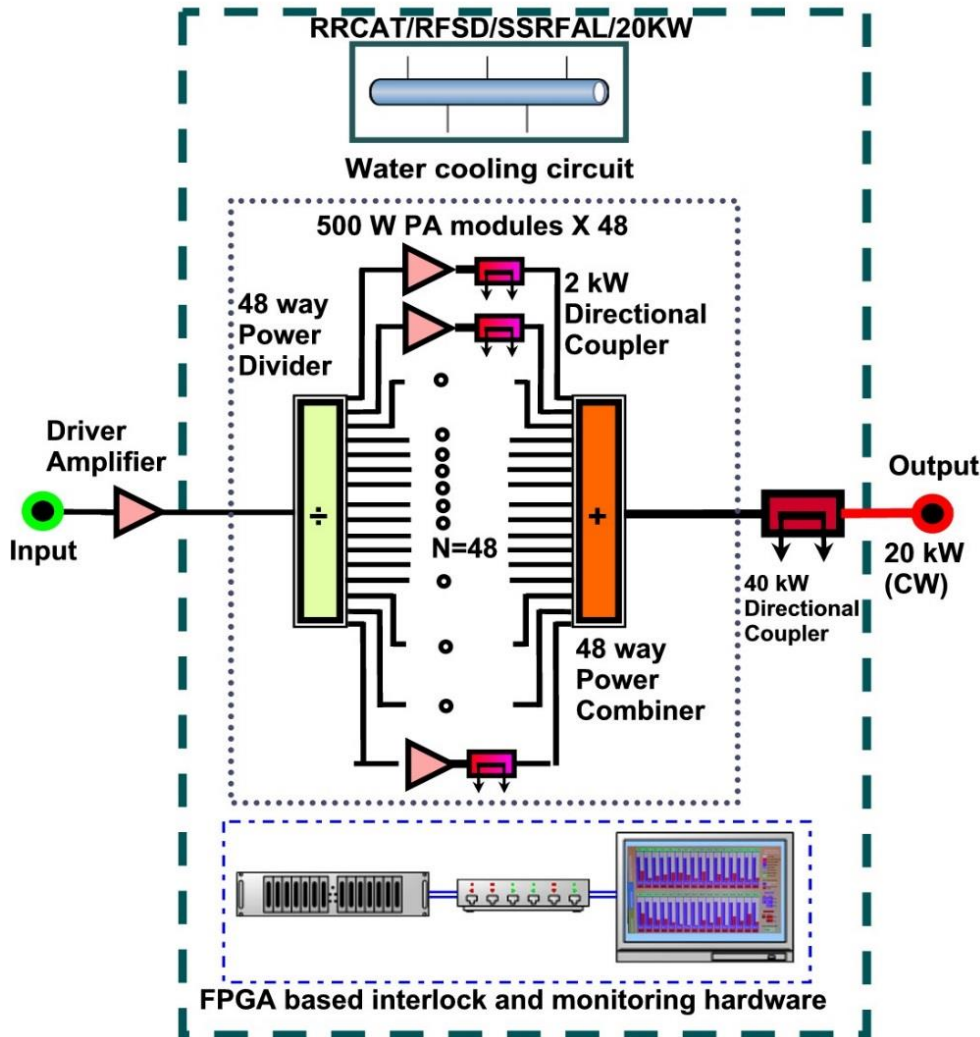 RRCAT/RFSD/SSRFAL/20KW
Water cooling circuit
500 W PA modules X 48
48 way
Power
Divider
2 kW
Directional
Coupler
Driver
Amplifier
Input
÷
N=48
+
Output
20 kW
(CW)
40 kW
Directional
Coupler
48 way
Power
Combiner
FPGA based interlock and monitoring hardware